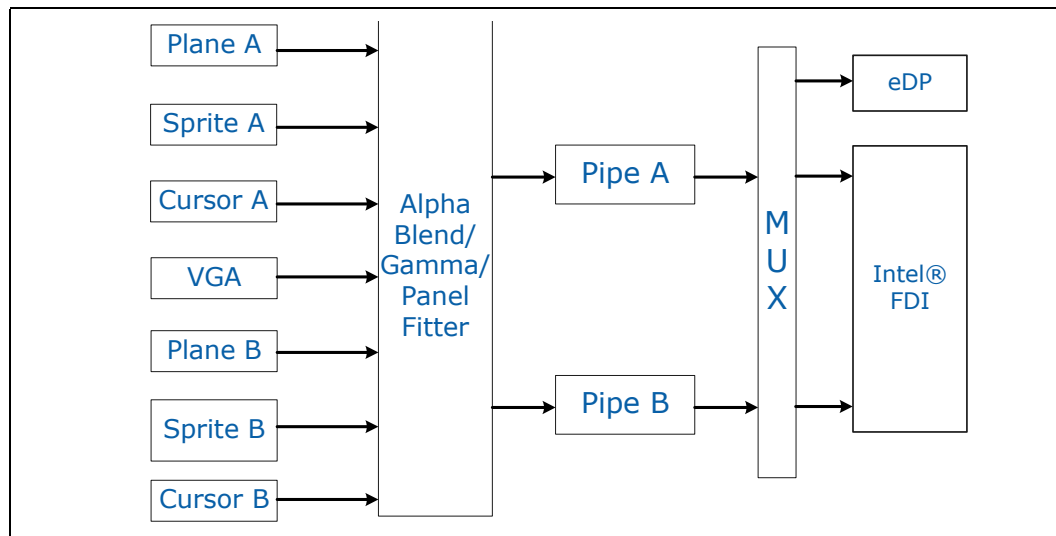 Plane A
Sprite A
Cursor A
VGA
Plane B
Sprite B
Cursor B
Alpha
Blend/
Gamma/
Panel
Fitter
Pipe A
Pipe B
M
U
X
eDP
Intel®
FDI